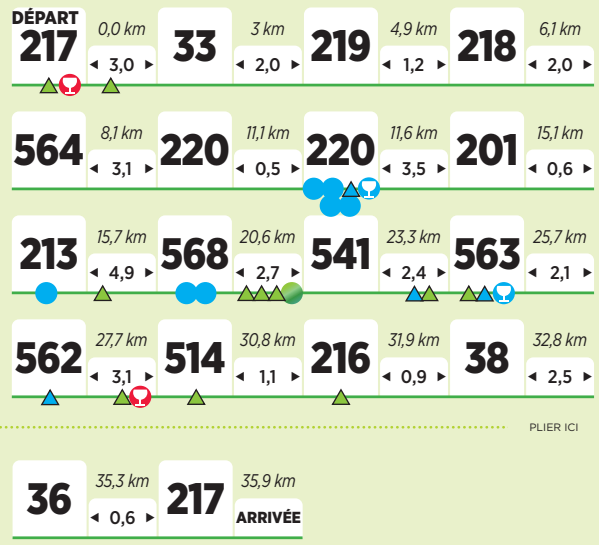 DÉPART
217 0,0 km ◄ 3,0 ► 33 3 km ◄ 2,0 ► 219 4,9 km ◄ 1,2 ► 218 6,1 km ◄ 2,0 ►
564 8,1 km ◄ 3,1 ► 220 11,1 km ◄ 0,5 ► 220 11,6 km ◄ 3,5 ► 201 15,1 km ◄ 0,6 ►
213 15,7 km ◄ 4,9 ► 568 20,6 km ◄ 2,7 ► 541 23,3 km ◄ 2,4 ► 563 25,7 km ◄ 2,1 ►
562 27,7 km ◄ 3,1 ► 514 30,8 km ◄ 1,1 ► 216 31,9 km ◄ 0,9 ► 38 32,8 km ◄ 2,5 ►
PLIER ICI
36 35,3 km ◄ 0,6 ► 217 35,9 km ARRIVÉE